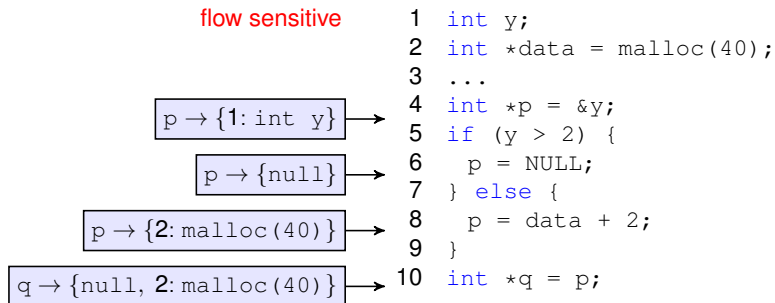 flow sensitive
1 int y;
2 int *data = malloc(40);
3 ...
p → {1: int y} 4 int *p = &y;
5 if (y > 2) {
p → {null} 6 p = NULL;
7 } else {
p → {2: malloc(40)} 8 p = data + 2;
9 }
q → {null, 2: malloc(40)} 10 int *q = p;